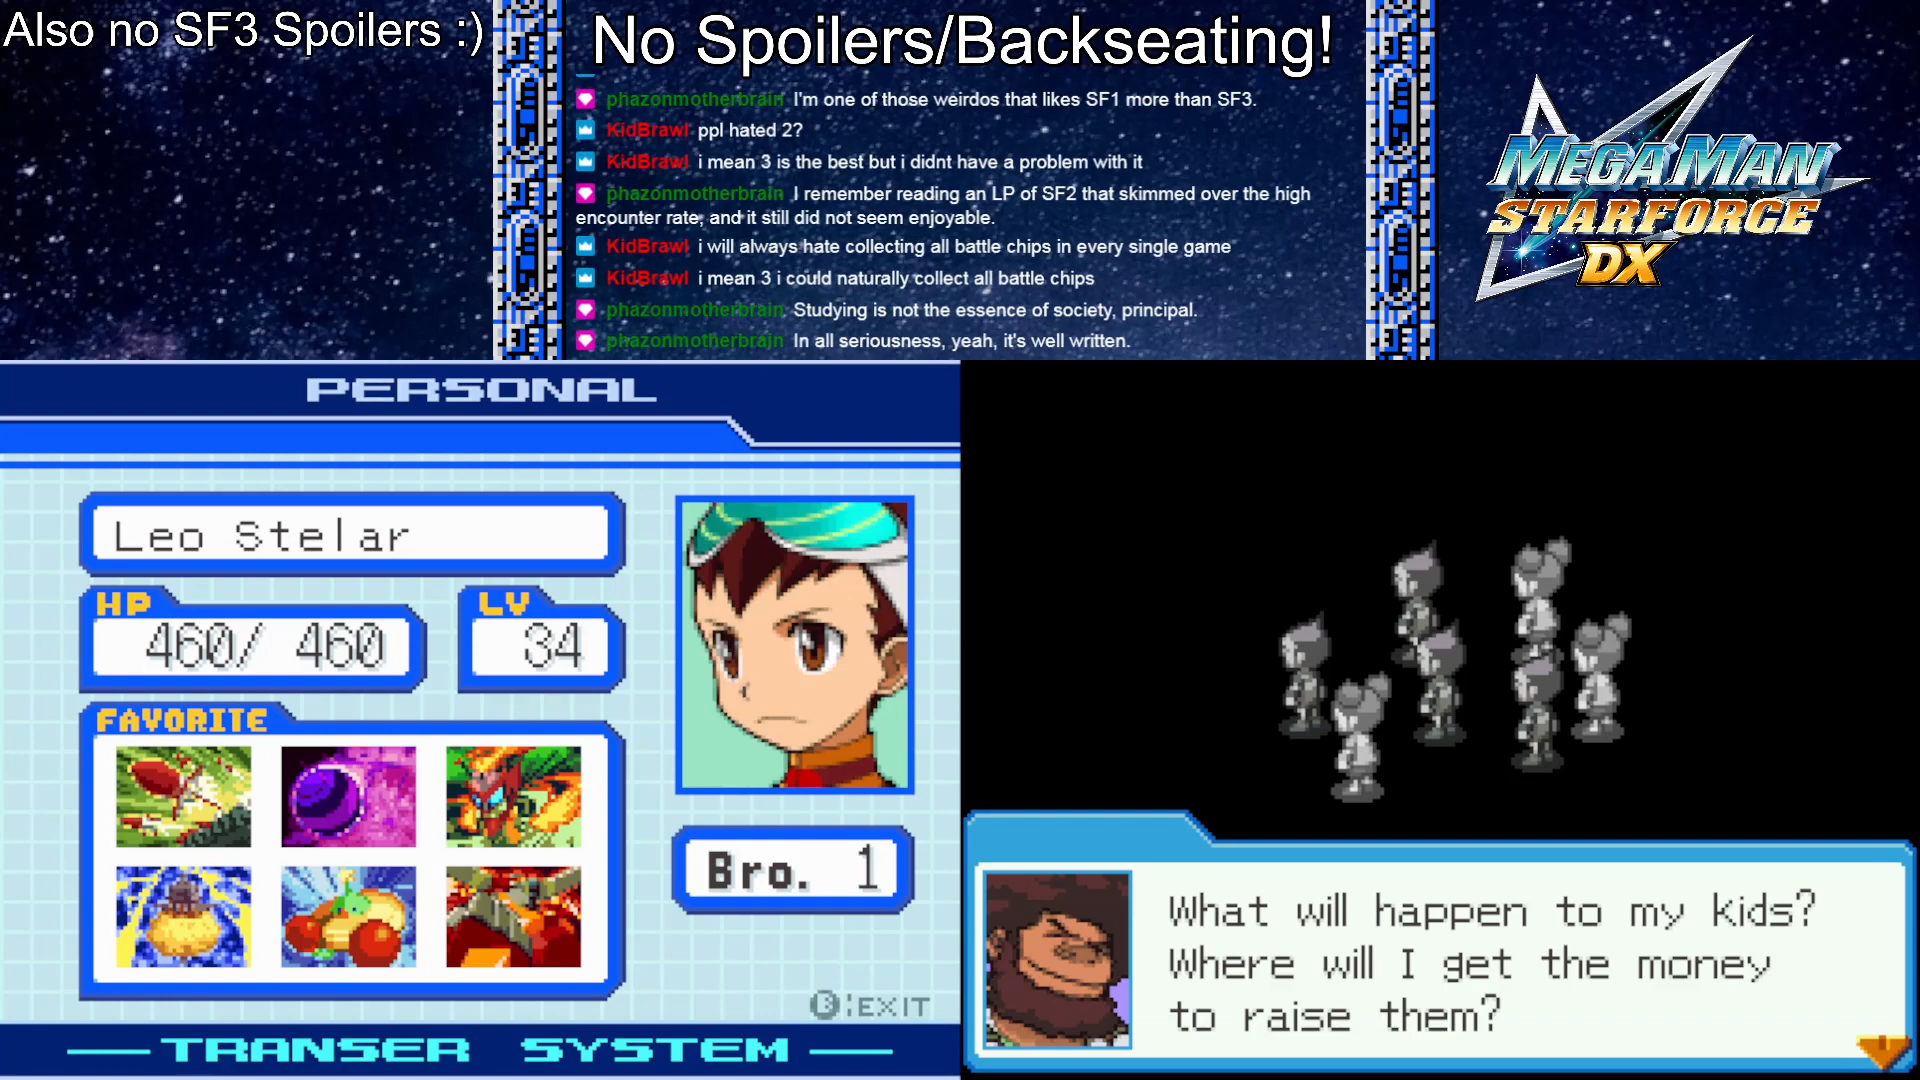 Also no SF3 Spoilers :)
No Spoilers/Backseating!
phazonmotherbrain I'm one of those weirdos that likes SF1 more than SF3.
KidBrawl ppl hated 2?
KidBrawl i mean 3 is the best but i didnt have a problem with it
phazonmotherbrain I remember reading an LP of SF2 that skimmed over the high
encounter rate, and it still did not seem enjoyable.
KidBrawl i will always hate collecting all battle chips in every single game
KidBrawl i mean 3 i could naturally collect all battle chips
phazonmotherbrain Studying is not the essence of society, principal.
phazonmotherbrain In all seriousness, yeah, it's well written.
MEGAMAN
STARFORCE
DX
PERSONAL
Leo Stelar
HP
460/ 460
LV
34
FAVORITE
Bro. 1
B:EXIT
TRANSER SYSTEM
What will happen to my kids?
Where will I get the money
to raise them?